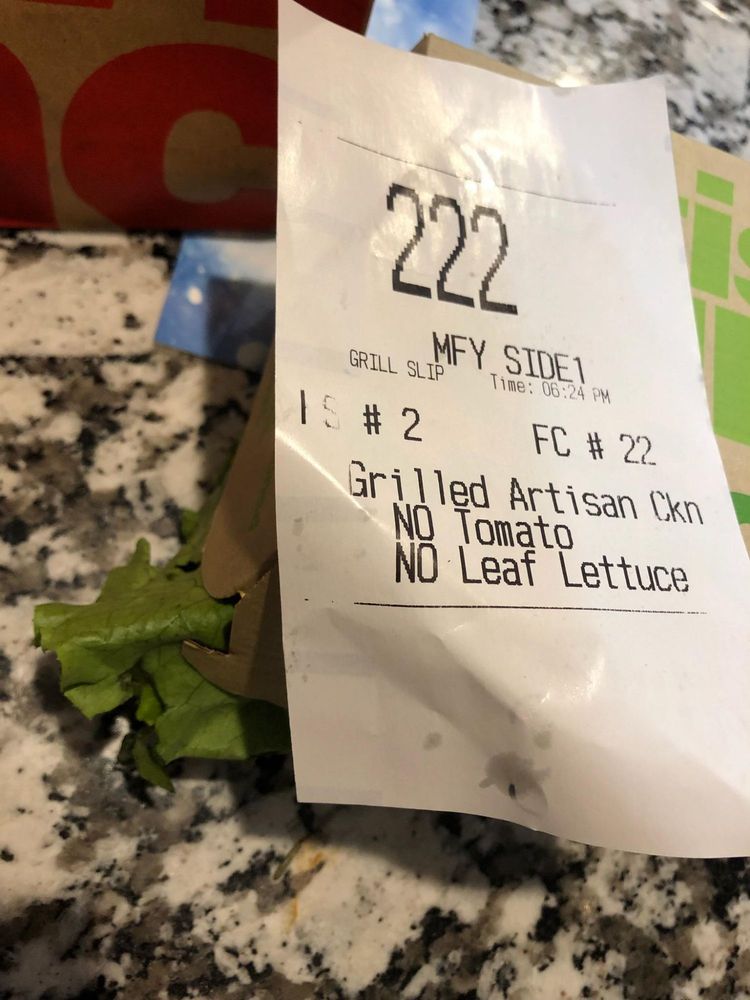 222
MFY SIDE1
GRILL SLIP
Time: 06:24 PM
# 2 FC # 22
Grilled Artisan Ckn
NO Tomato
NO Leaf Lettuce